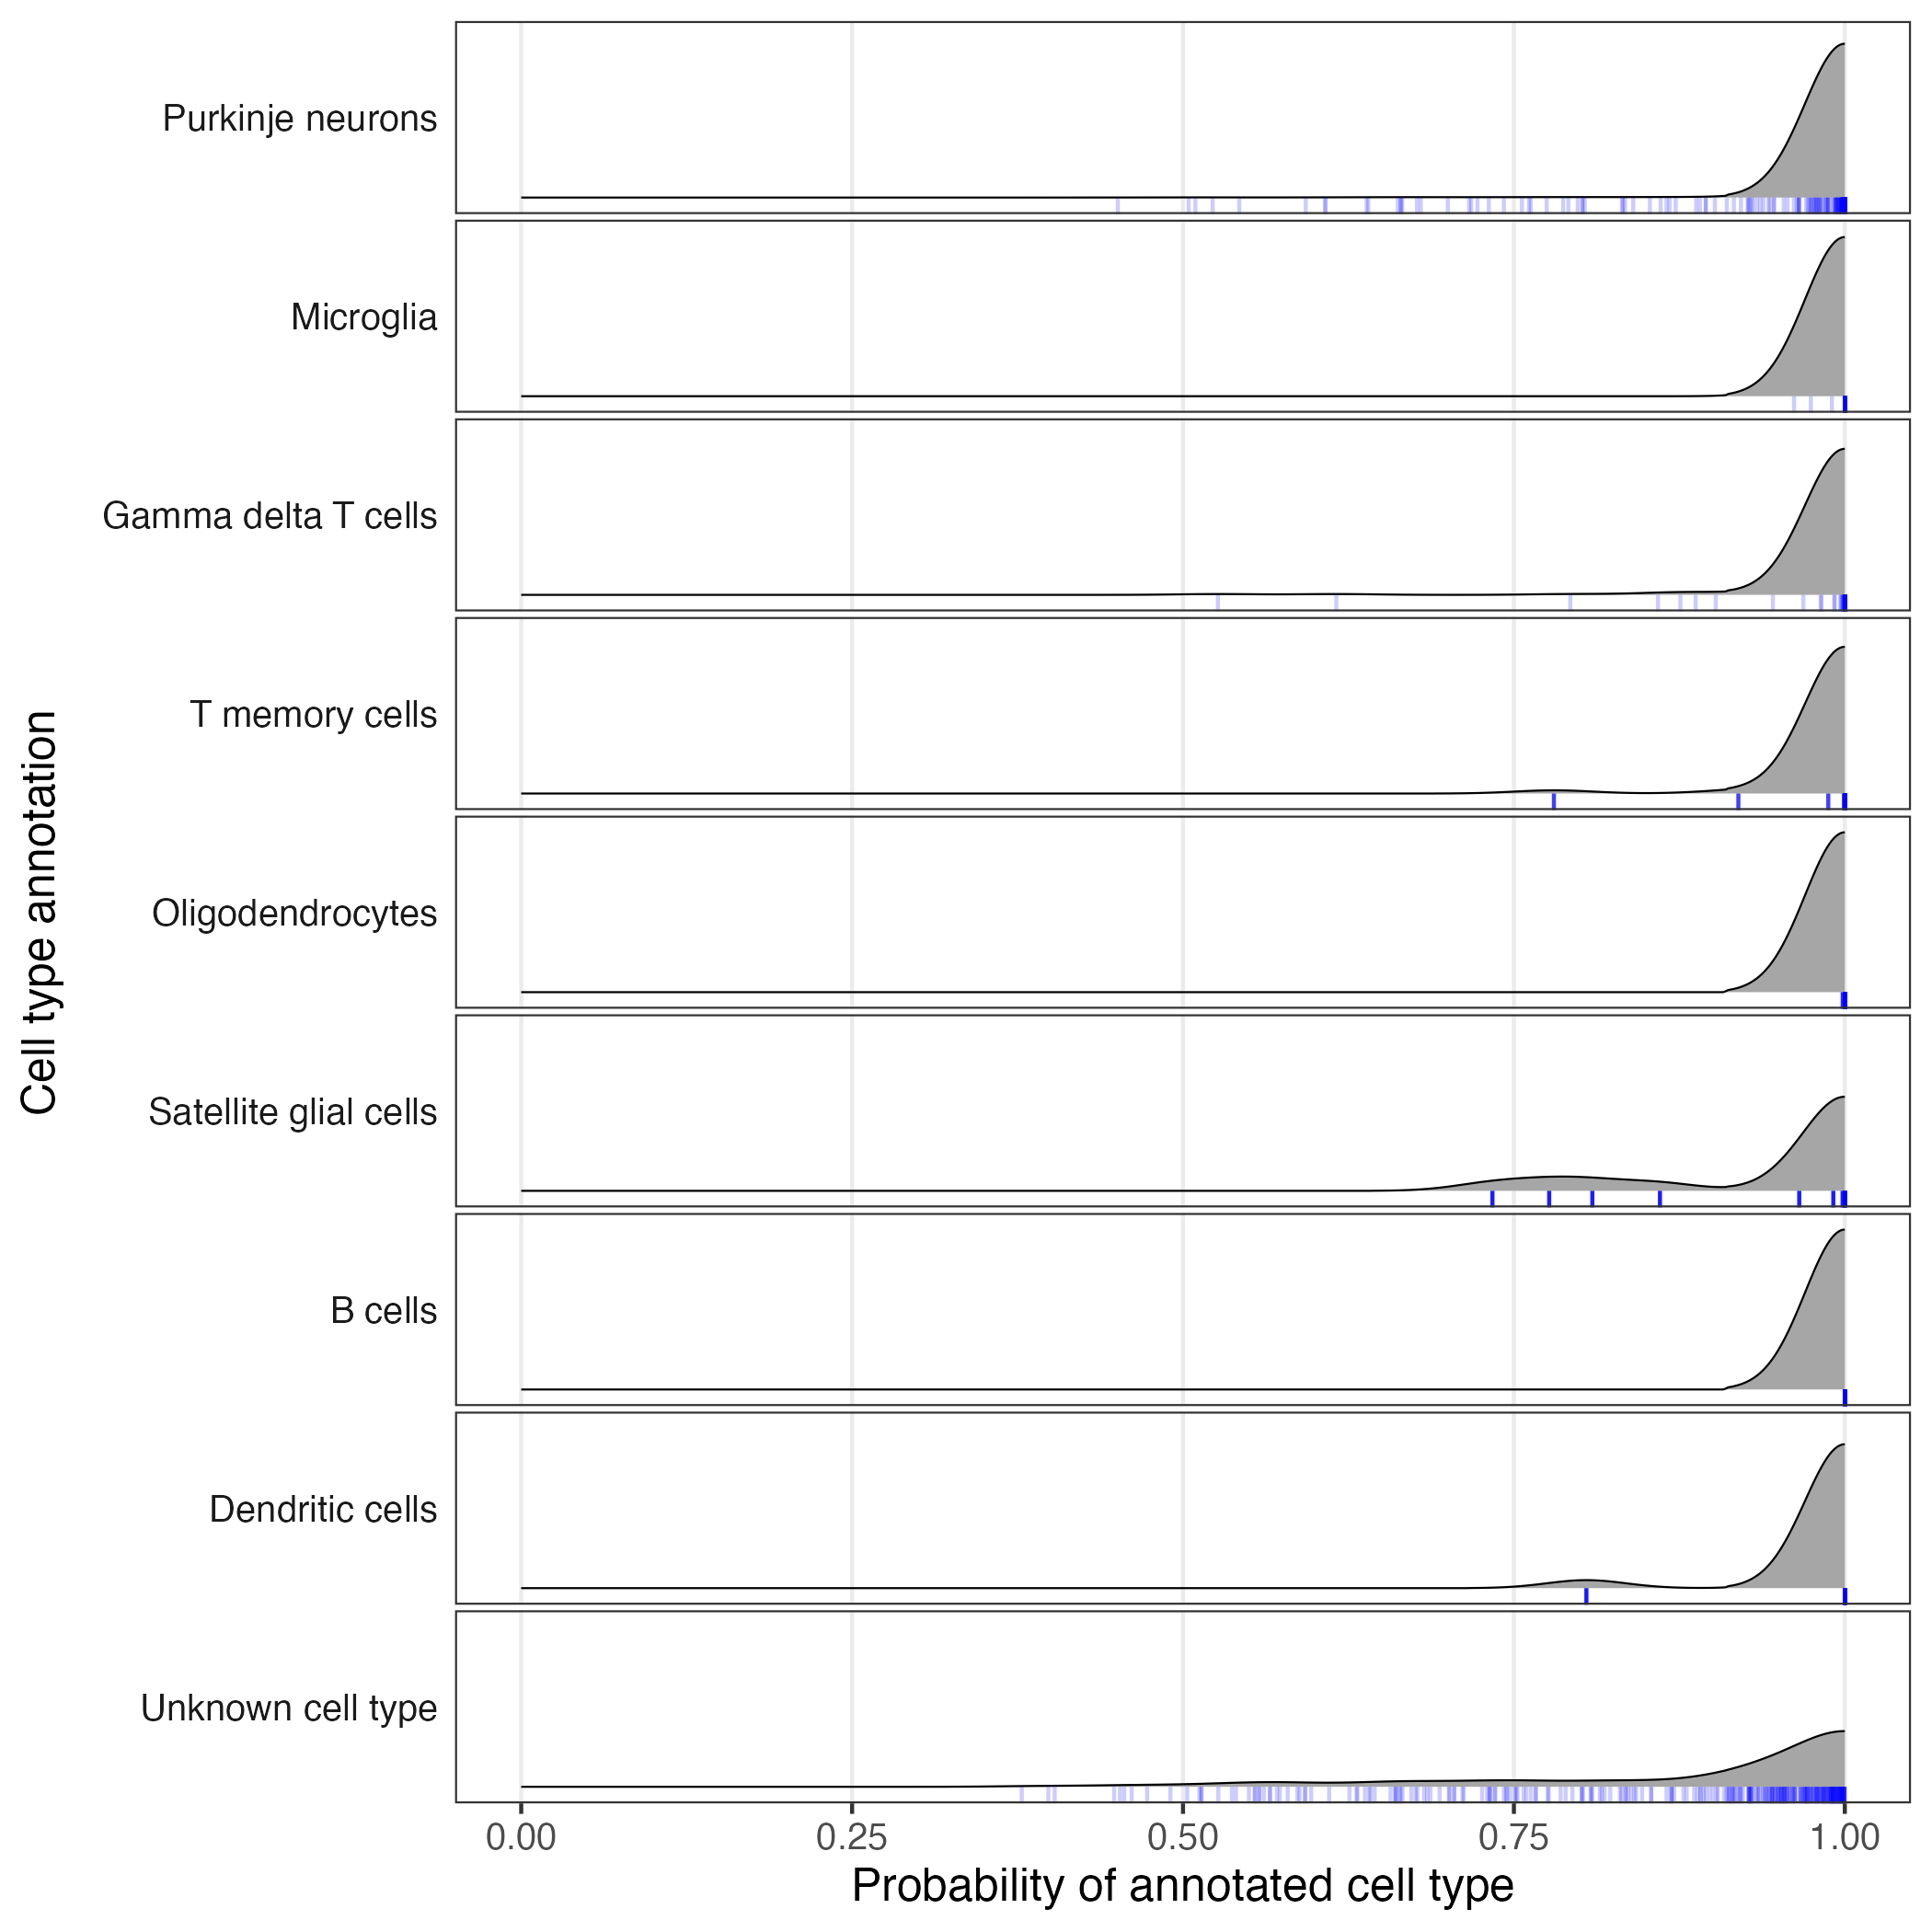 Cell type annotation
Purkinje neurons
Microglia
Gamma delta T cells
T memory cells
Oligodendrocytes
Satellite glial cells
B cells
Dendritic cells
Unknown cell type
0.00 0.25 0.50 0.75 1.00
Probability of annotated cell type